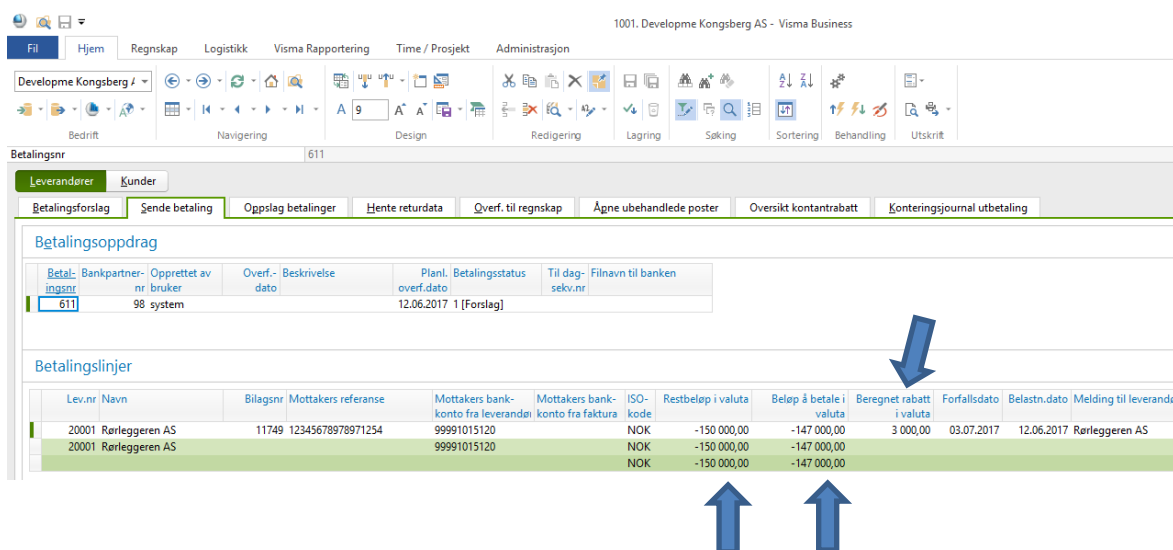 1001. Developme Kongsberg AS - Visma Business
Fil Hjem Regnskap Logistikk Visma Rapportering Time / Prosjekt Administrasjon
Developme Kongsberg A
A 9 A A
Bedrift Navigering Design Redigering Lagring Søking Sortering Behandling Utskrift
Betalingsnr 611
Leverandører Kunder
Betalingsforslag Sende betaling Oppslag betalinger Hente returdata Overf. til regnskap Åpne ubehandlede poster Oversikt kontantrabatt Konteringsjournal utbetaling
Betalingsoppdrag
Betal- Bankpartner- Opprettet av Overf.- Beskrivelse Planl. Betalingsstatus Til dag- Filnavn til banken
ingsnr nr bruker dato overf.dato sekv.nr
611 98 system 12.06.2017 1 [Forslag]
Betalingslinjer
Lev.nr Navn Bilagsnr Mottakers referanse Mottakers bank- Mottakers bank- ISO- Restbeløp i valuta Beløp å betale i Beregnet rabatt Forfallsdato Belastn.dato Melding til leverandø
konto fra leverandør konto fra faktura kode valuta i valuta
20001 Rørleggeren AS 11749 12345678978971254 99991015120 NOK -150 000,00 -147 000,00 3 000,00 03.07.2017 12.06.2017 Rørleggeren AS
20001 Rørleggeren AS 99991015120 NOK -150 000,00 -147 000,00
NOK -150 000,00 -147 000,00